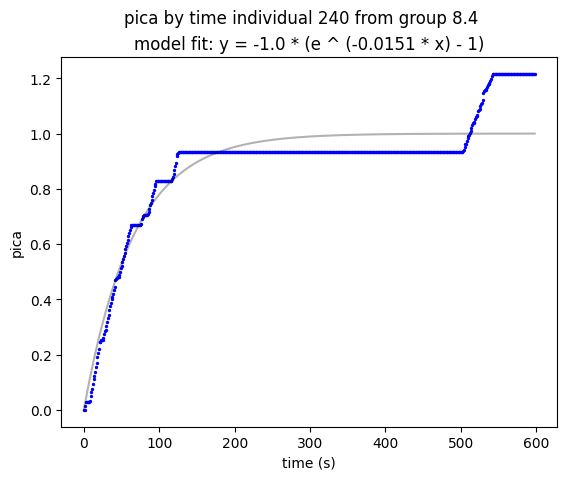 pica by time individual 240 from group 8.4
model fit: y = -1.0 * (e ^ (-0.0151 * x) - 1)
1.2
1.0
0.8
0.6
0.4
0.2
0.0
pica
0 100 200 300 400 500 600
time (s)